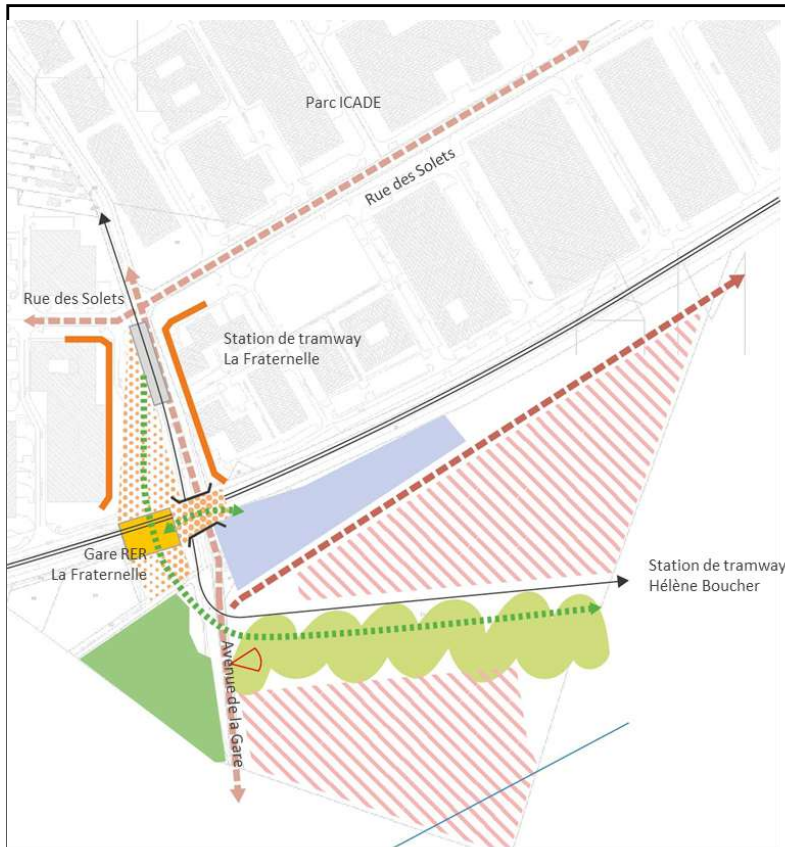 Parc ICADE
Rue des Solets
Rue des Solets
Station de tramway
La Fraternelle
Gare RER
La Fraternelle
Station de tramway
Hélène Boucher
Avenue de la Gare